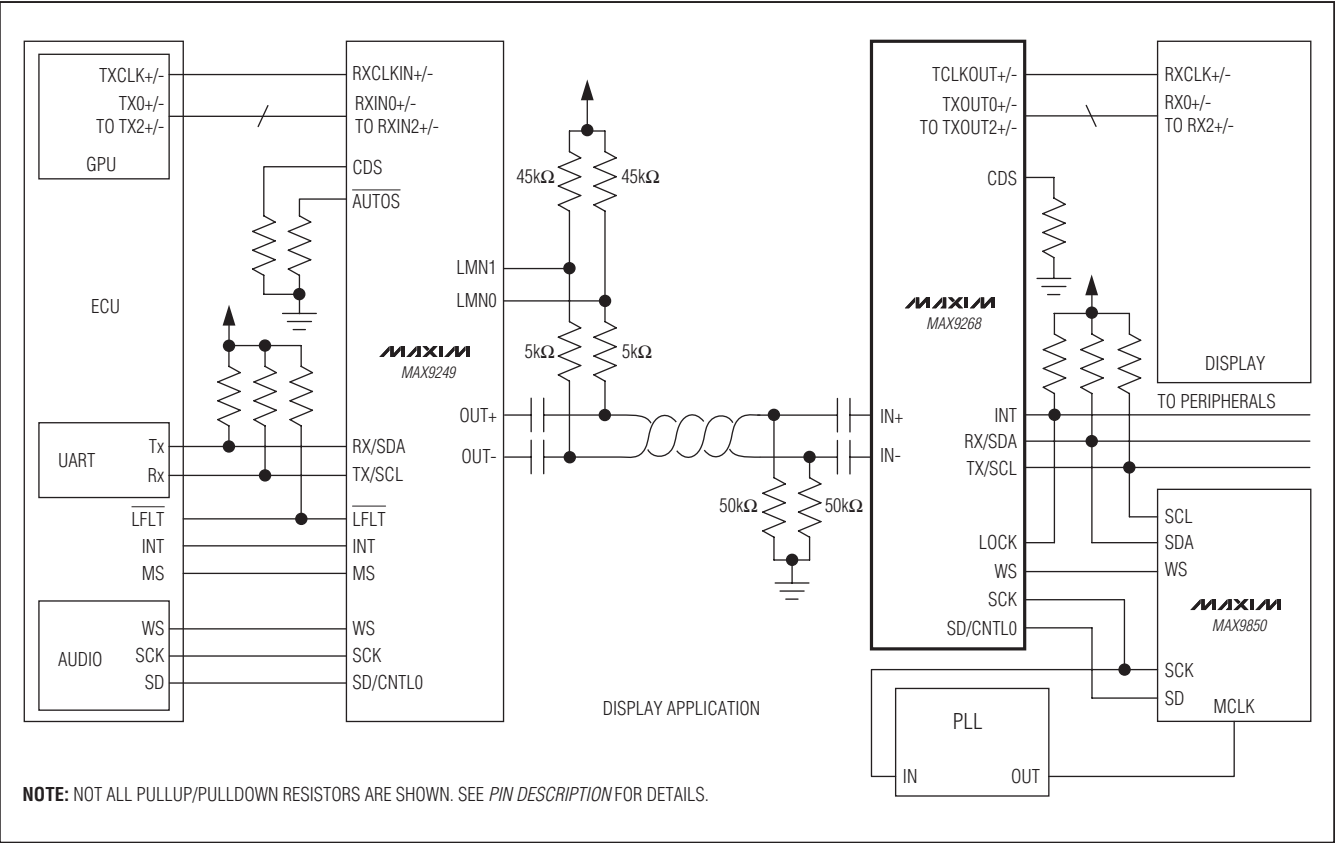 TXCLK+/-
TX0+/-
TO TX2+/-
GPU
ECU
UART
Tx
Rx
LFLT
INT
MS
AUDIO
WS
SCK
SD
RXCLKIN+/-
RXIN0+/-
TO RXIN2+/-
CDS
AUTOS
LMN1
LMN0
MAXIM
MAX9249
OUT+
OUT-
RX/SDA
TX/SCL
LFLT
INT
MS
WS
SCK
SD/CNTL0
45kΩ
45kΩ
5kΩ
5kΩ
50kΩ
50kΩ
TCLKOUT+/-
TXOUT0+/-
TO TXOUT2+/-
CDS
MAXIM
MAX9268
IN+
IN-
INT
RX/SDA
TX/SCL
LOCK
WS
SCK
SD/CNTL0
RXCLK+/-
RX0+/-
TO RX2+/-
DISPLAY
TO PERIPHERALS
SCL
SDA
WS
MAXIM
MAX9850
SCK
SD
MCLK
PLL
IN
OUT
DISPLAY APPLICATION
NOTE: NOT ALL PULLUP/PULLDOWN RESISTORS ARE SHOWN. SEE PIN DESCRIPTION FOR DETAILS.